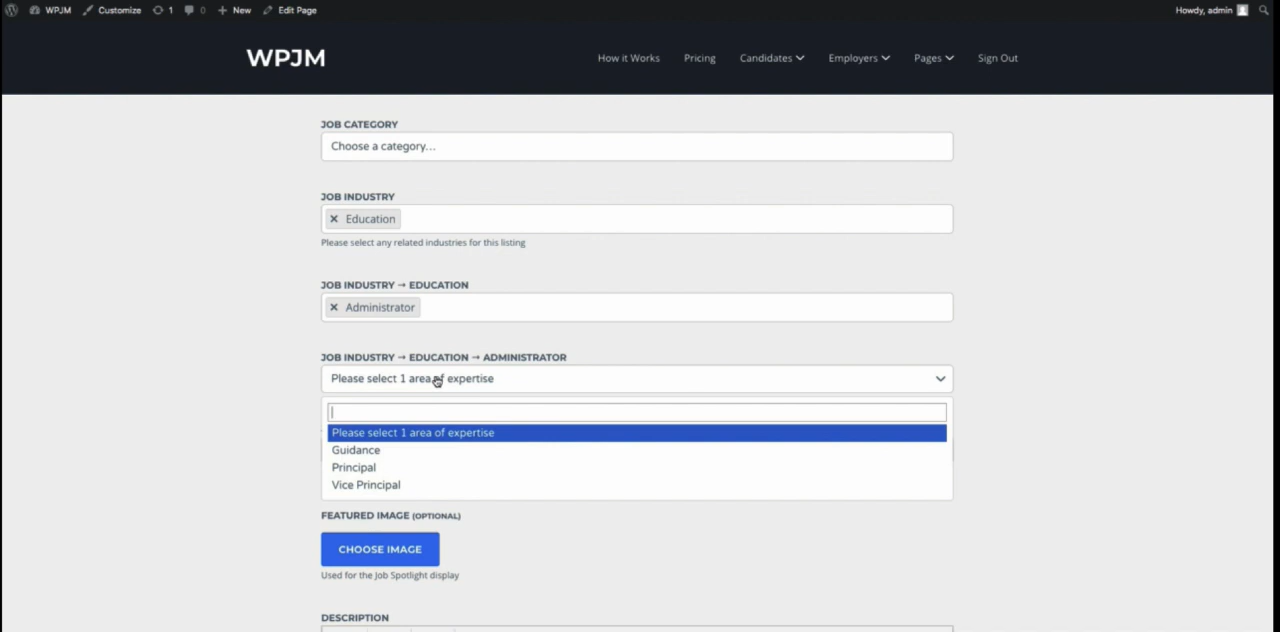 WPJM Customize 1 0 New Edit Page Howdy, admin
WPJM How it Works Pricing Candidates Employers Pages Sign Out
JOB CATEGORY
Choose a category...
JOB INDUSTRY
× Education
Please select any related industries for this listing
JOB INDUSTRY → EDUCATION
× Administrator
JOB INDUSTRY → EDUCATION → ADMINISTRATOR
Please select 1 area of expertise
Please select 1 area of expertise
Guidance
Principal
Vice Principal
FEATURED IMAGE (OPTIONAL)
CHOOSE IMAGE
Used for the Job Spotlight display
DESCRIPTION